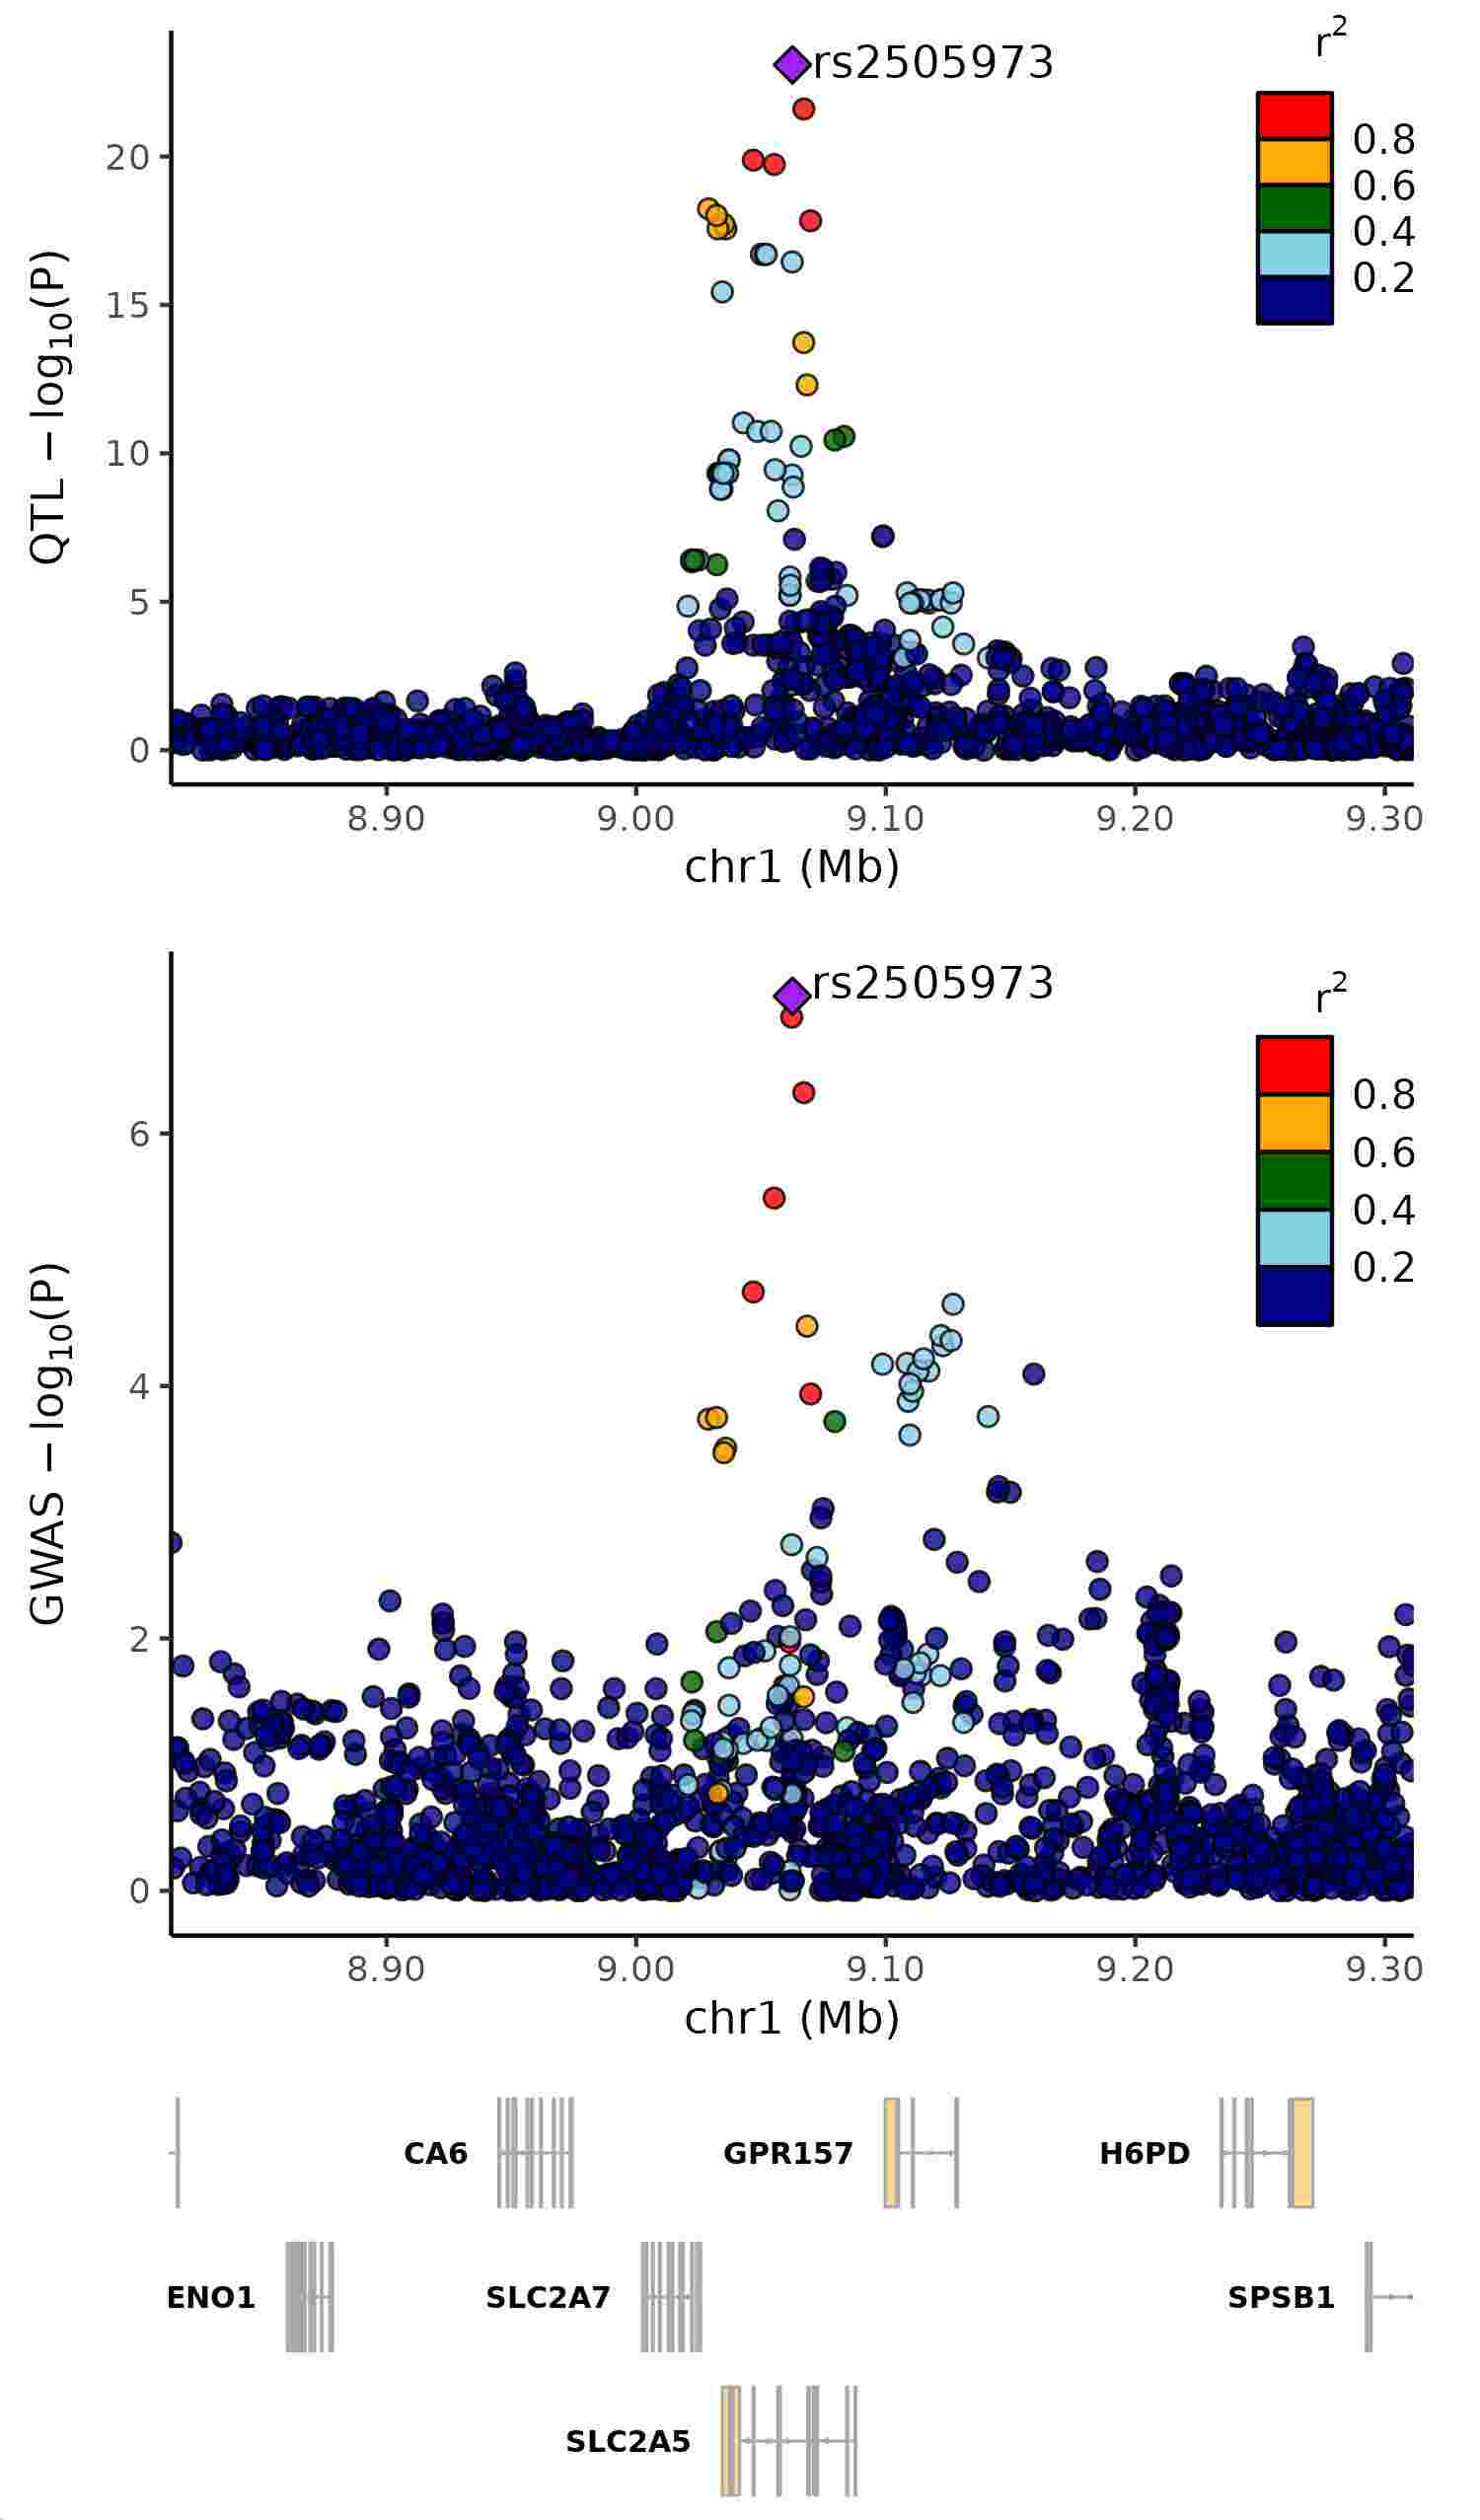 rs2505973
r²
0.8
0.6
0.4
0.2
QTL −log₁₀(P)
20
15
10
5
0
8.90 9.00 9.10 9.20 9.30
chr1 (Mb)
rs2505973
r²
0.8
0.6
0.4
0.2
GWAS −log₁₀(P)
6
4
2
0
8.90 9.00 9.10 9.20 9.30
chr1 (Mb)
CA6 GPR157 H6PD
ENO1 SLC2A7 SPSB1
SLC2A5